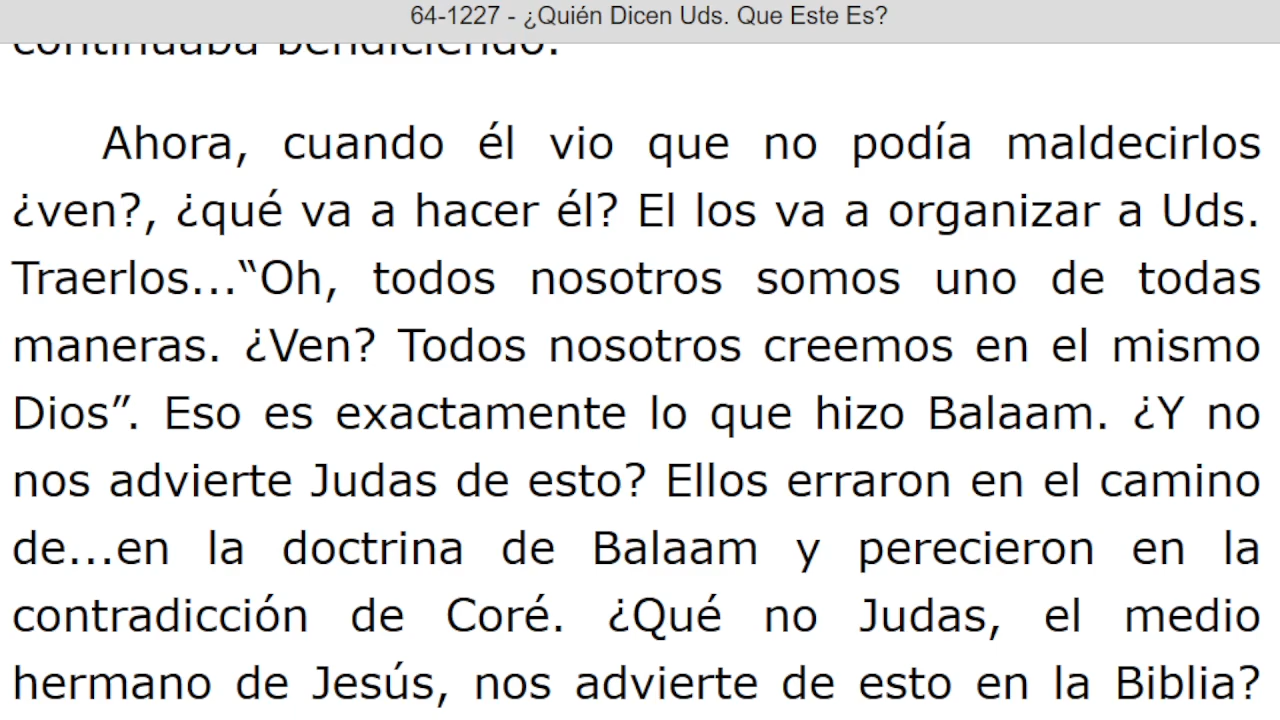 64-1227 - ¿Quién Dicen Uds. Que Este Es?
continuaba bendiciendo.
Ahora, cuando él vio que no podía maldecirlos
¿ven?, ¿qué va a hacer él? El los va a organizar a Uds.
Traerlos...“Oh, todos nosotros somos uno de todas
maneras. ¿Ven? Todos nosotros creemos en el mismo
Dios”. Eso es exactamente lo que hizo Balaam. ¿Y no
nos advierte Judas de esto? Ellos erraron en el camino
de...en la doctrina de Balaam y perecieron en la
contradicción de Coré. ¿Qué no Judas, el medio
hermano de Jesús, nos advierte de esto en la Biblia?